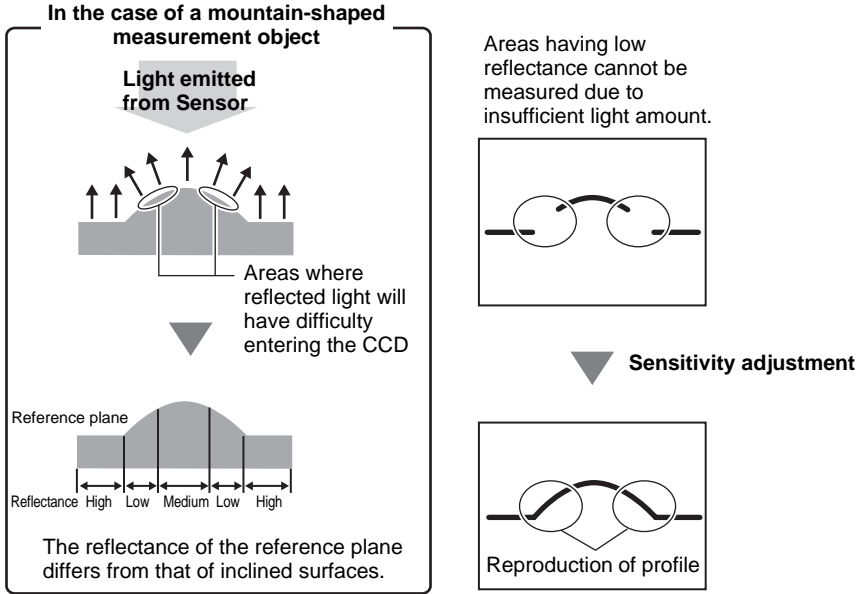 In the case of a mountain-shaped
measurement object
Light emitted
from Sensor
Areas where
reflected light will
have difficulty
entering the CCD
Reference plane
Reflectance High Low Medium Low High
The reflectance of the reference plane
differs from that of inclined surfaces.
Areas having low
reflectance cannot be
measured due to
insufficient light amount.
Sensitivity adjustment
Reproduction of profile